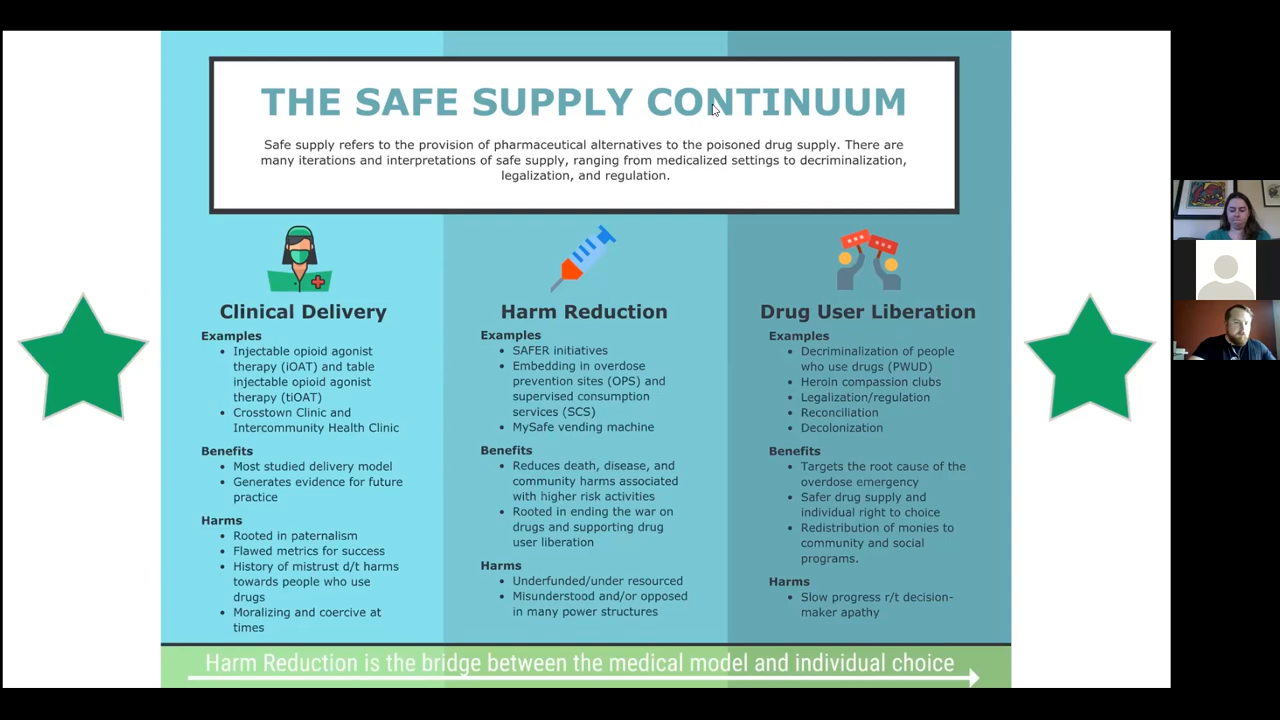 THE SAFE SUPPLY CONTINUUM
Safe supply refers to the provision of pharmaceutical alternatives to the poisoned drug supply. There are
many iterations and interpretations of safe supply, ranging from medicalized settings to decriminalization,
legalization, and regulation.
Clinical Delivery
Examples
• Injectable opioid agonist
therapy (iOAT) and table
injectable opioid agonist
therapy (tiOAT)
• Crosstown Clinic and
Intercommunity Health Clinic
Benefits
• Most studied delivery model
• Generates evidence for future
practice
Harms
• Rooted in paternalism
• Flawed metrics for success
• History of mistrust d/t harms
towards people who use
drugs
• Moralizing and coercive at
times
Harm Reduction
Examples
• SAFER initiatives
• Embedding in overdose
prevention sites (OPS) and
supervised consumption
services (SCS)
• MySafe vending machine
Benefits
• Reduces death, disease, and
community harms associated
with higher risk activities
• Rooted in ending the war on
drugs and supporting drug
user liberation
Harms
• Underfunded/under resourced
• Misunderstood and/or opposed
in many power structures
Drug User Liberation
Examples
• Decriminalization of people
who use drugs (PWUD)
• Heroin compassion clubs
• Legalization/regulation
• Reconciliation
• Decolonization
Benefits
• Targets the root cause of the
overdose emergency
• Safer drug supply and
individual right to choice
• Redistribution of monies to
community and social
programs.
Harms
• Slow progress r/t decision-
maker apathy
Harm Reduction is the bridge between the medical model and individual choice